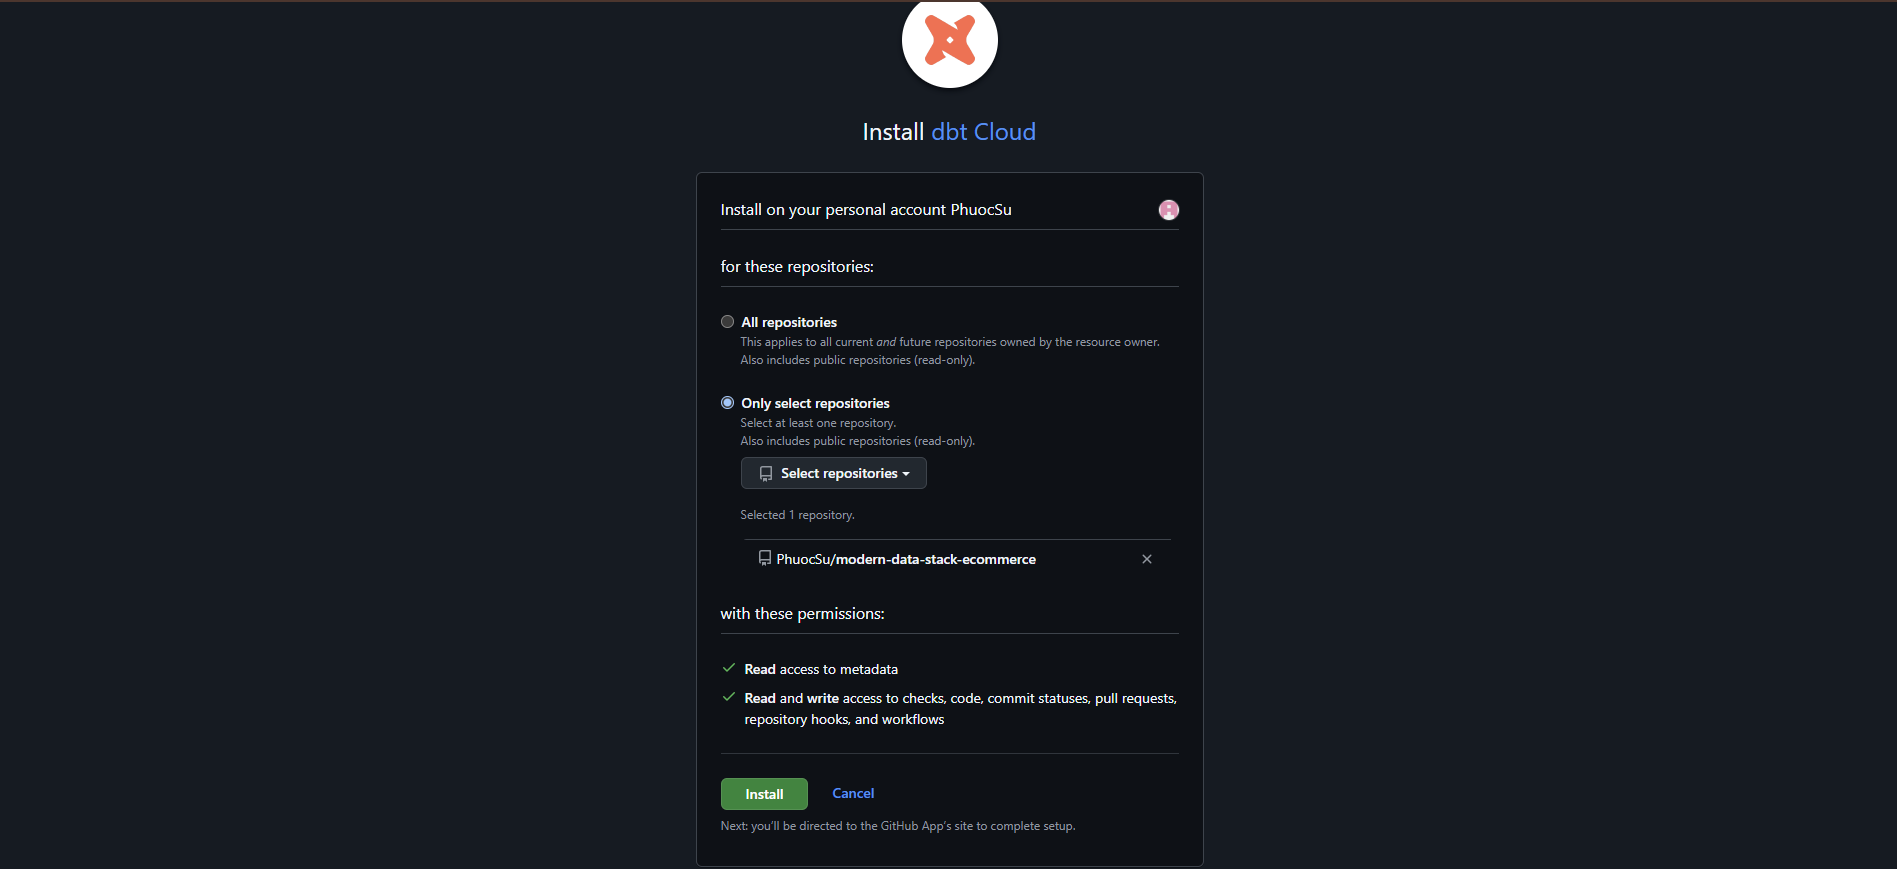 Install dbt Cloud
Install on your personal account PhuocSu
for these repositories:
All repositories
This applies to all current and future repositories owned by the resource owner.
Also includes public repositories (read-only).
Only select repositories
Select at least one repository.
Also includes public repositories (read-only).
Select repositories
Selected 1 repository.
PhuocSu/modern-data-stack-ecommerce
with these permissions:
Read access to metadata
Read and write access to checks, code, commit statuses, pull requests,
repository hooks, and workflows
Install Cancel
Next: you'll be directed to the GitHub App's site to complete setup.